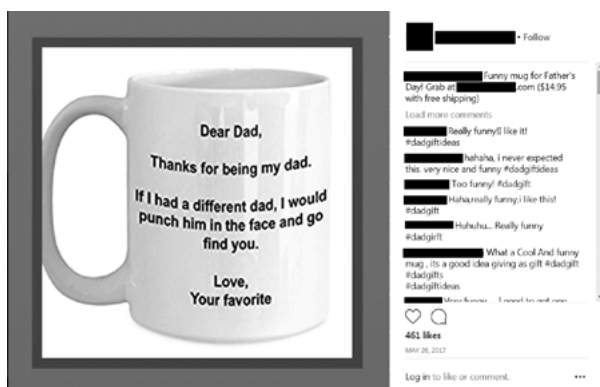 Dear Dad,
Thanks for being my dad.
If I had a different dad, I would
punch him in the face and go
find you.
Love,
Your favorite
• Follow
Funny mug for Father's
Day! Grab at .com ($14.95
with free shipping)
Load more comments
Really funny!! like it!
#dadgiftideas
hahaha, i never expected
this. very nice and funny #dadgiftideas
Too funny! #dadgift
Haha,really funny,i like this!
#dadgift
Huhuhu... Really funny
#dadgirft
What a Cool And funny
mug , its a good idea giving as gift #dadgift
#dadgifts
#dadgiftideas
461 likes
MAY 26, 2017
Log in to like or comment.